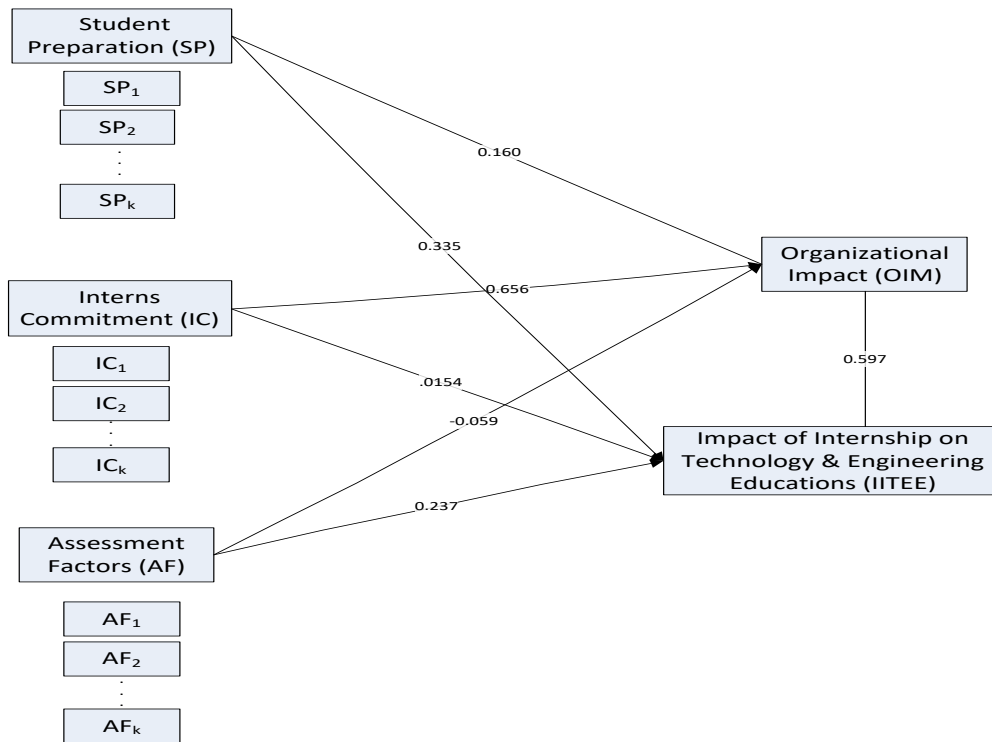 Student
Preparation (SP)
SP₁
SP₂
SPₖ
0.160
0.335
Organizational
Impact (OIM)
Interns
Commitment (IC)
0.656
IC₁
IC₂
ICₖ
.0154
0.597
-0.059
Impact of Internship on
Technology & Engineering
Educations (IITEE)
0.237
Assessment
Factors (AF)
AF₁
AF₂
AFₖ